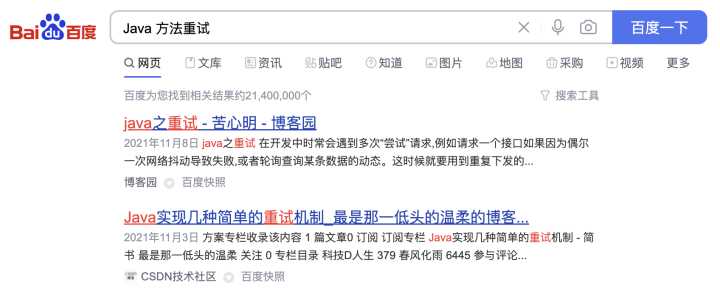 Bai du 百度 Java 方法重试 百度一下
网页 文库 资讯 贴吧 知道 图片 地图 采购 视频 更多
百度为您找到相关结果约21,400,000个 搜索工具
java之重试 - 苦心明 - 博客园
2021年11月8日 java之重试 在开发中时常会遇到多次"尝试"请求,例如请求一个接口如果因为偶尔
一次网络抖动导致失败,或者轮询查询某条数据的动态。这时候就要用到重复下发的...
博客园 百度快照
Java实现几种简单的重试机制_最是那一低头的温柔的博客...
2021年11月3日 方案专栏收录该内容 1 篇文章0 订阅 订阅专栏 Java实现几种简单的重试机制 - 简
书 最是那一低头的温柔 关注 0 专栏目录 科技D人生 379 春风化雨 6445 参与评论...
CSDN技术社区 百度快照